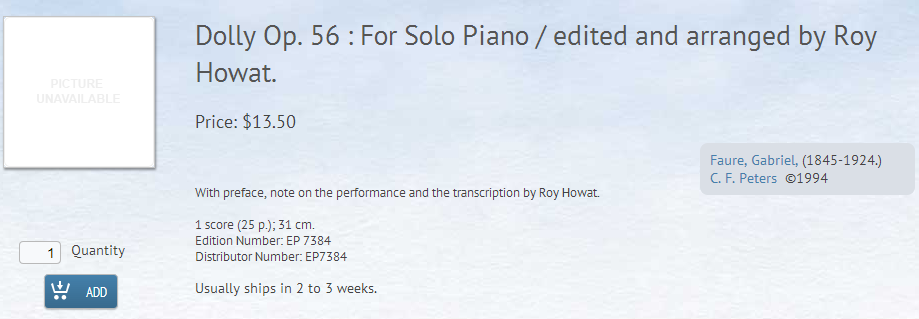 PICTURE
UNAVAILABLE
Dolly Op. 56 : For Solo Piano / edited and arranged by Roy
Howat.
Price: $13.50
Faure, Gabriel, (1845-1924.)
C. F. Peters ©1994
With preface, note on the performance and the transcription by Roy Howat.
1 score (25 p.); 31 cm.
Edition Number: EP 7384
Distributor Number: EP7384
1 Quantity
ADD
Usually ships in 2 to 3 weeks.